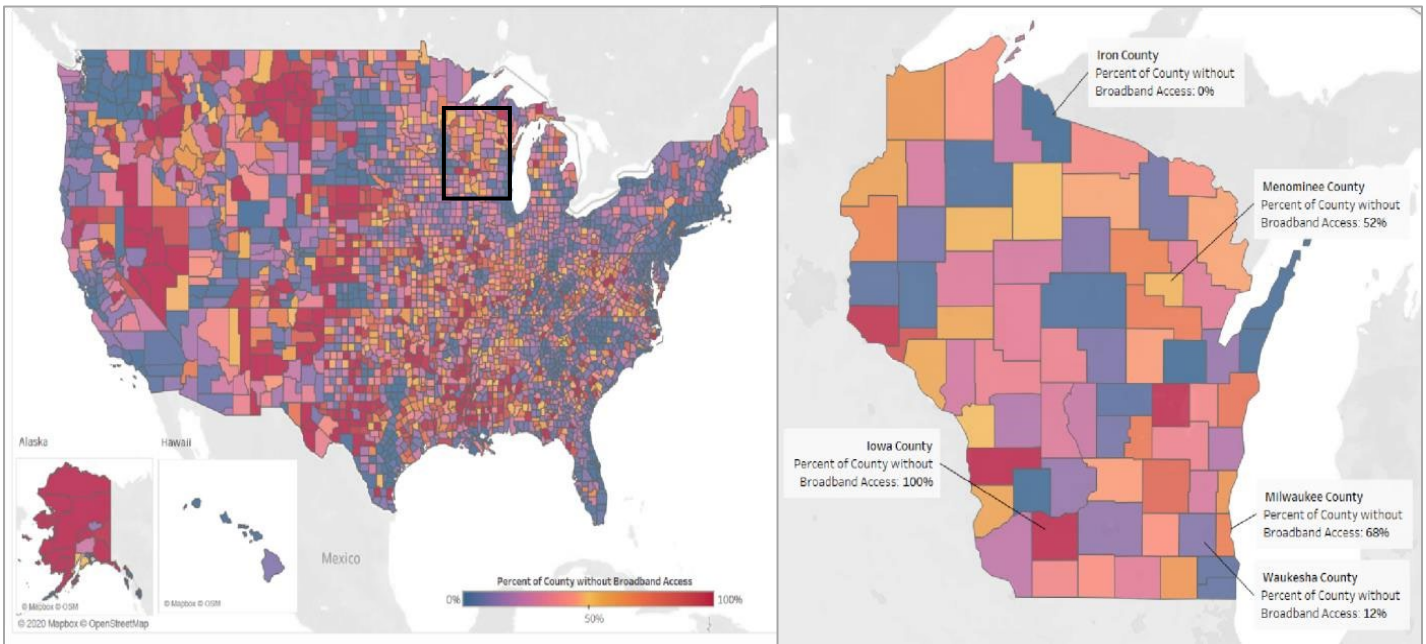 Alaska
Hawaii
Mexico
© Mapbox © OSM
© Mapbox © OSM
© 2020 Mapbox © OpenStreetMap
Percent of County without Broadband Access
0%
100%
50%
Iron County
Percent of County without
Broadband Access: 0%
Menominee County
Percent of County without
Broadband Access: 52%
Iowa County
Percent of County without
Broadband Access: 100%
Milwaukee County
Percent of County without
Broadband Access: 68%
Waukesha County
Percent of County without
Broadband Access: 12%